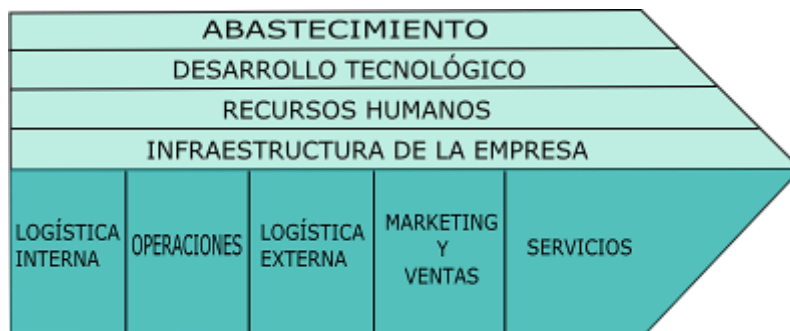 ABASTECIMIENTO
DESARROLLO TECNOLÓGICO
RECURSOS HUMANOS
INFRAESTRUCTURA DE LA EMPRESA
LOGÍSTICA
INTERNA
OPERACIONES
LOGÍSTICA
EXTERNA
MARKETING
Y
VENTAS
SERVICIOS